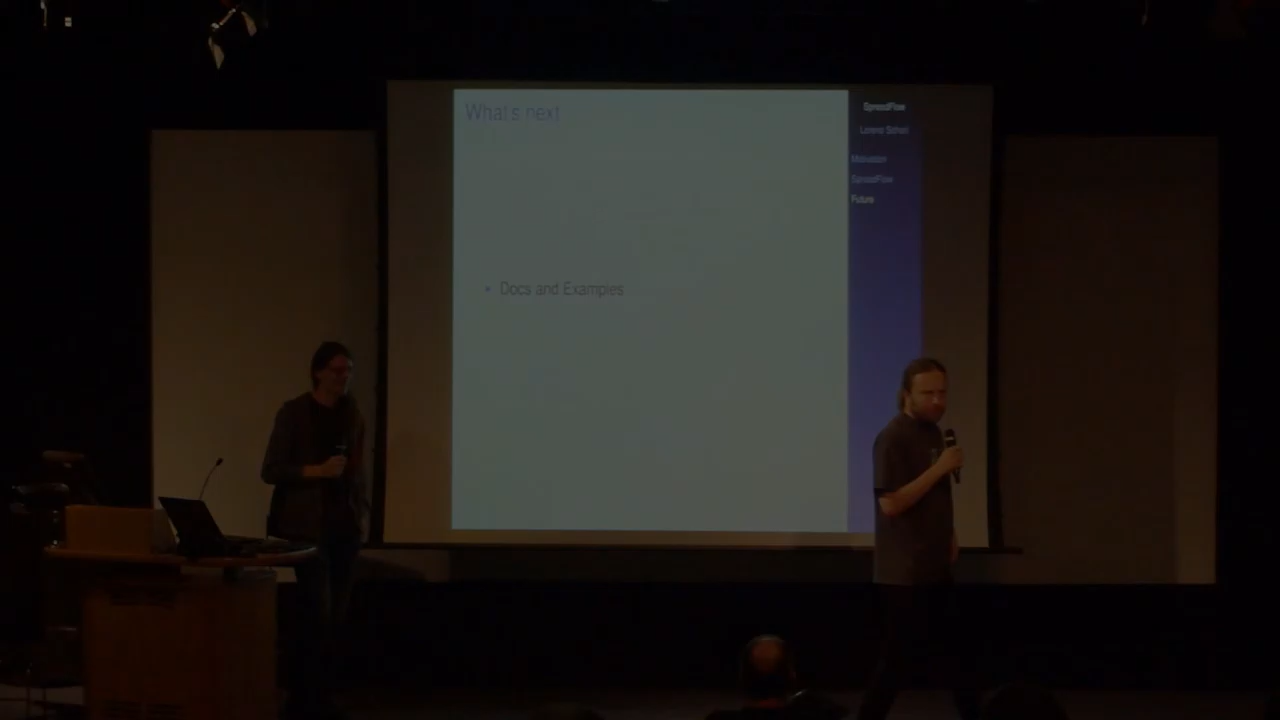 What's next
• Docs and Examples
SpreadFlow
Motivation
SpreadFlow
Future